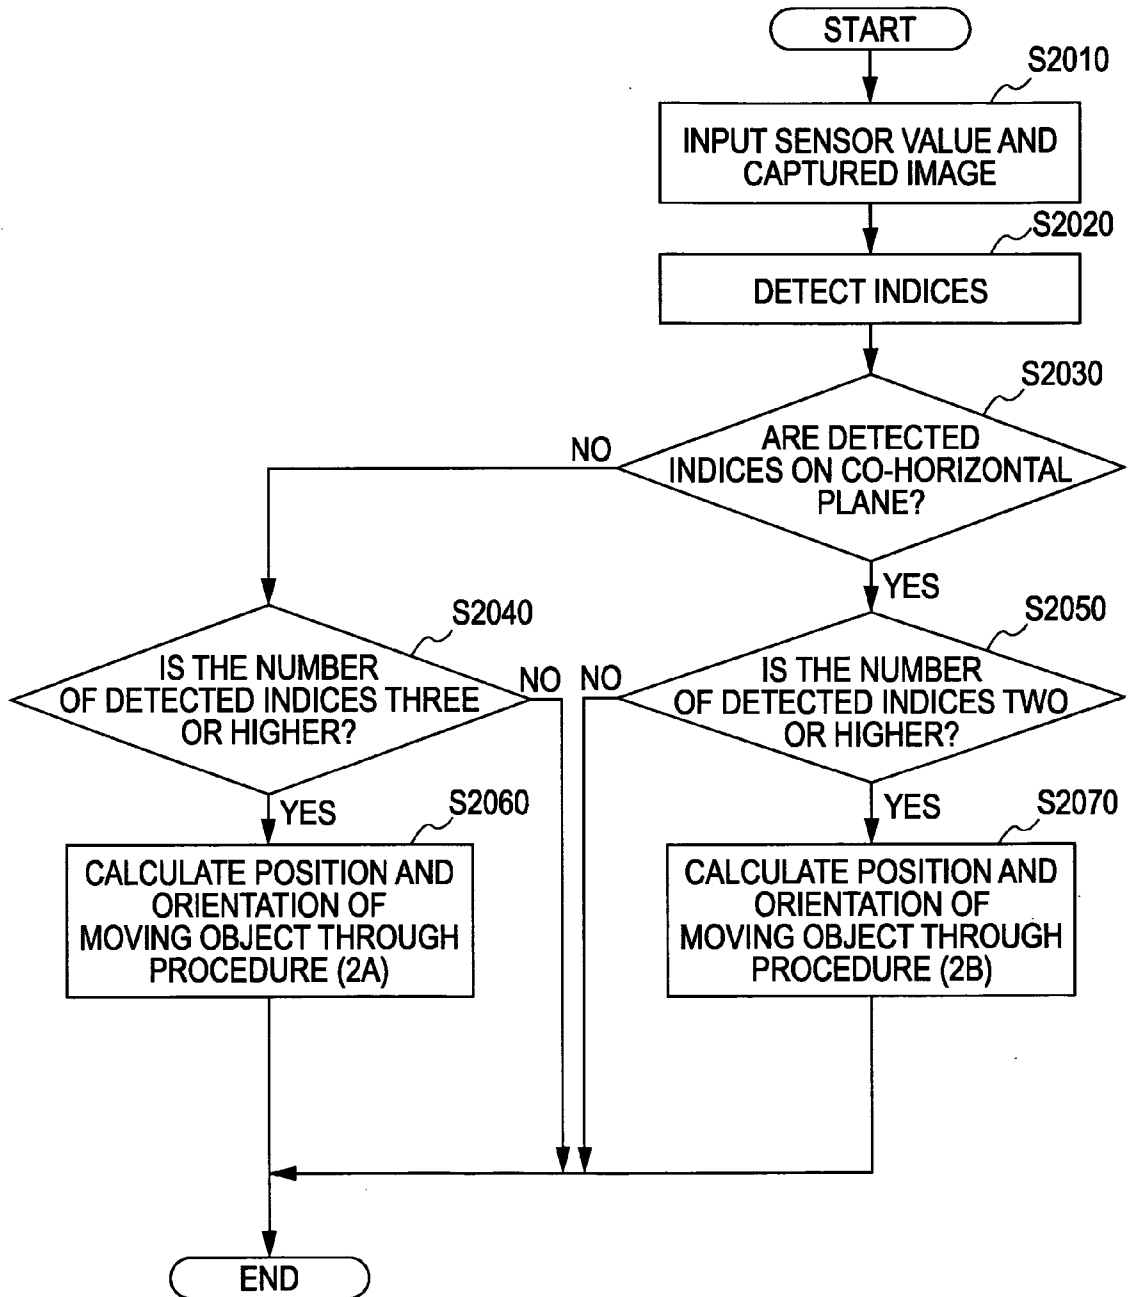 START
S2010
INPUT SENSOR VALUE AND
CAPTURED IMAGE
S2020
DETECT INDICES
S2030
ARE DETECTED
INDICES ON CO-HORIZONTAL
PLANE?
NO
YES
S2040
IS THE NUMBER
OF DETECTED INDICES THREE
OR HIGHER?
NO
YES
S2050
IS THE NUMBER
OF DETECTED INDICES TWO
OR HIGHER?
NO
YES
S2060
CALCULATE POSITION AND
ORIENTATION OF
MOVING OBJECT THROUGH
PROCEDURE (2A)
S2070
CALCULATE POSITION AND
ORIENTATION OF
MOVING OBJECT THROUGH
PROCEDURE (2B)
END